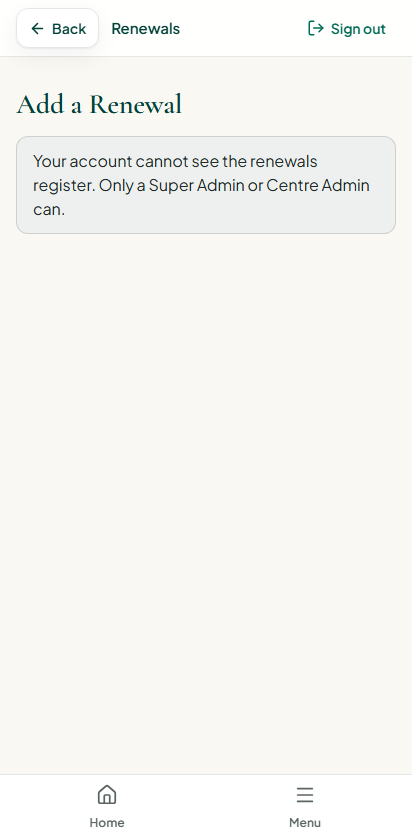 Back
Renewals
Sign out
Add a Renewal
Your account cannot see the renewals
register. Only a Super Admin or Centre Admin
can.
Home
Menu